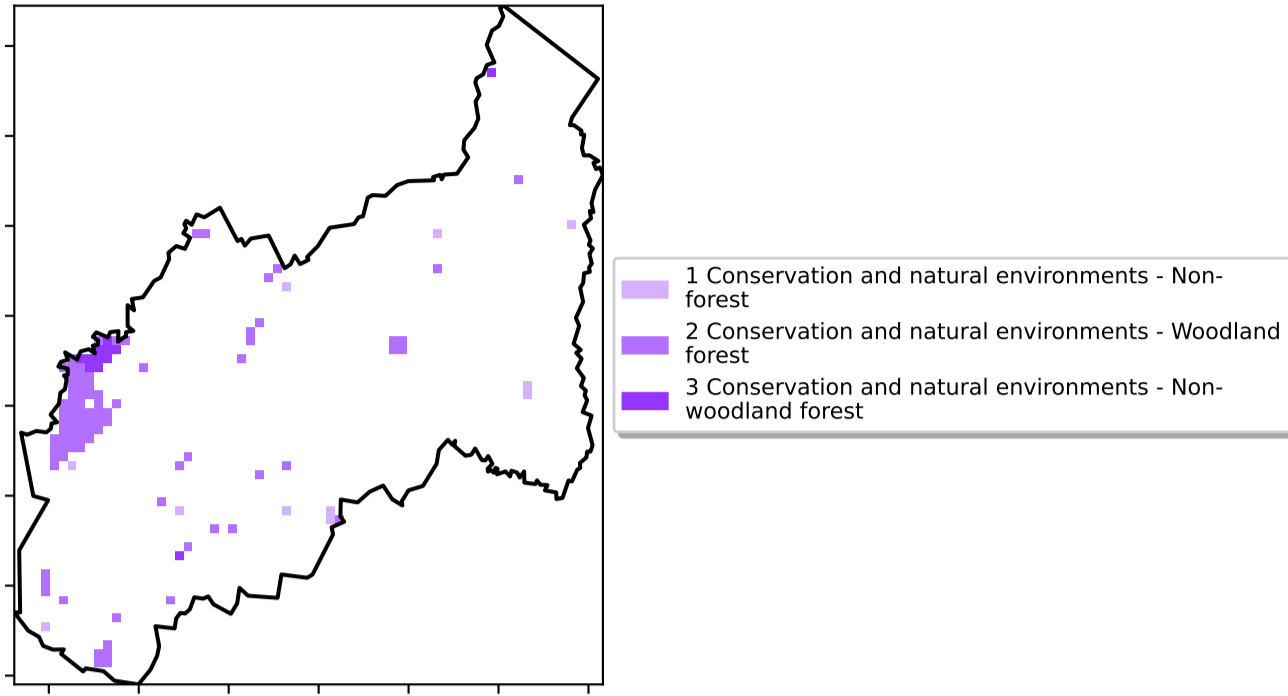 1 Conservation and natural environments - Non-
forest
2 Conservation and natural environments - Woodland
forest
3 Conservation and natural environments - Non-
woodland forest